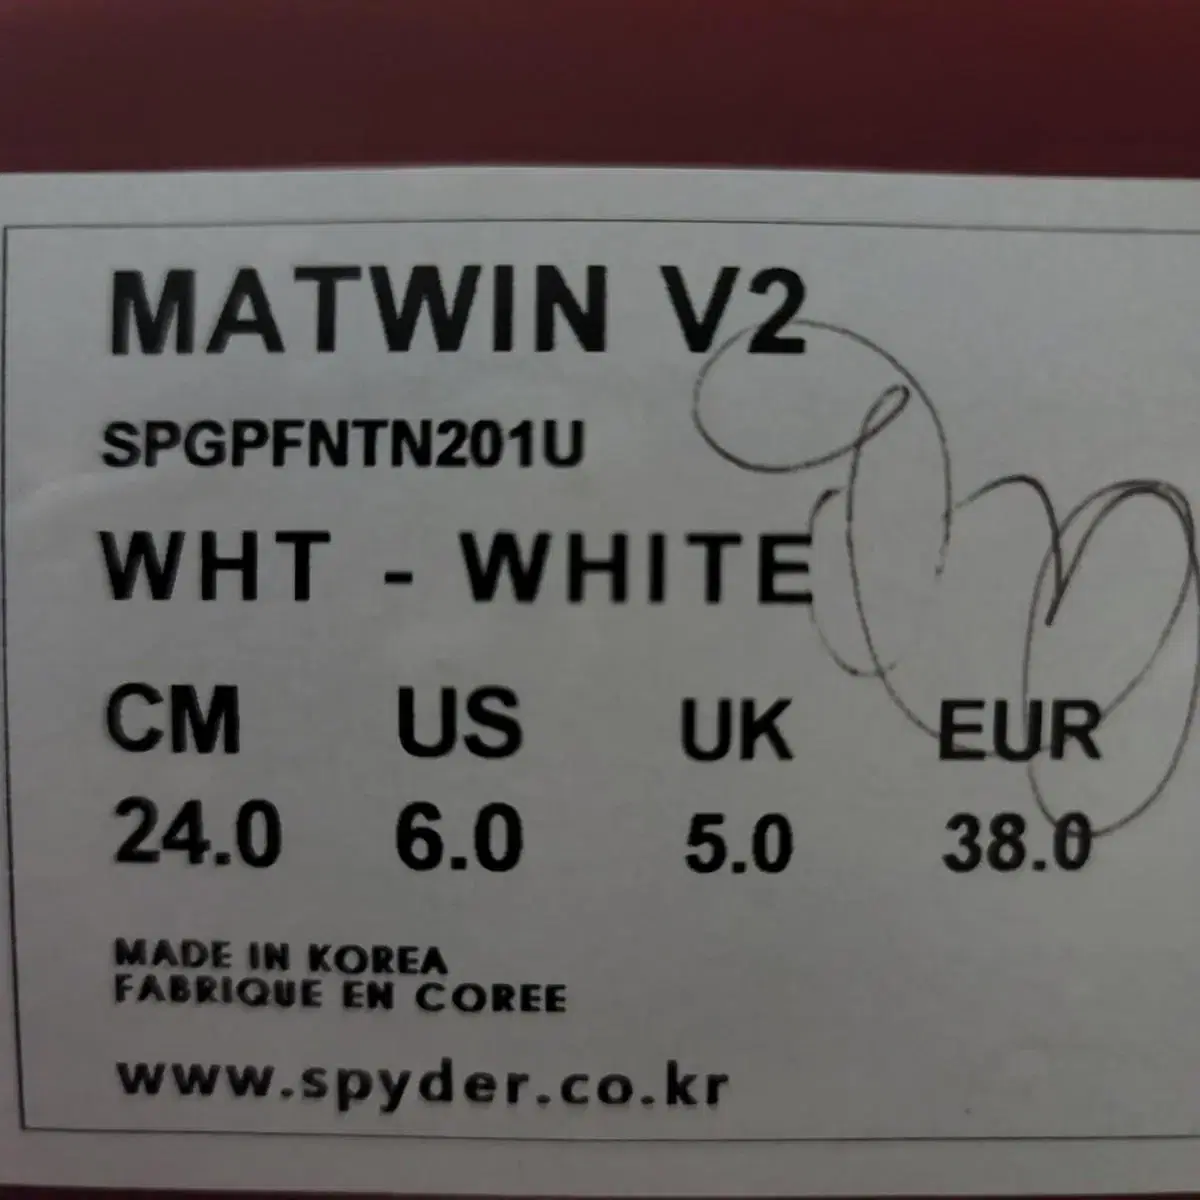 MATWIN V2
SPGPFNTN201U
WHT - WHITE
CM US UK EUR
24.0 6.0 5.0 38.0
MADE IN KOREA
FABRIQUE EN COREE
www.spyder.co.kr